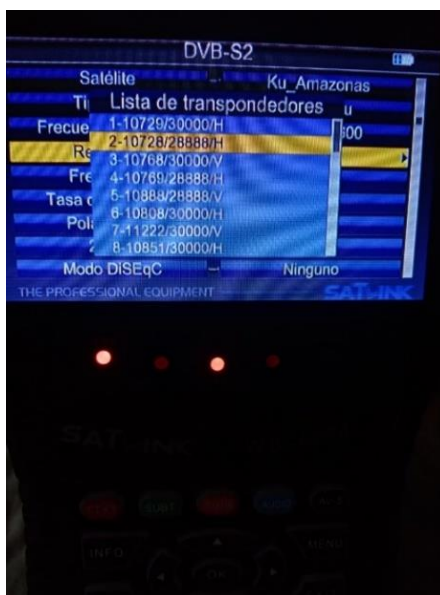 DVB-S2
Satélite Ku_Amazonas
Lista de transpondedores
1-10729/30000/H
2-10728/28888/H
3-10768/30000/V
4-10769/28888/H
5-10888/28888/V
6-10808/30000/V
7-11222/30000/V
8-10851/30000/H
Modo DiSEqC Ninguno
THE PROFESSIONAL EQUIPMENT SATLINK
SATLINK
INFO
MENU
OK